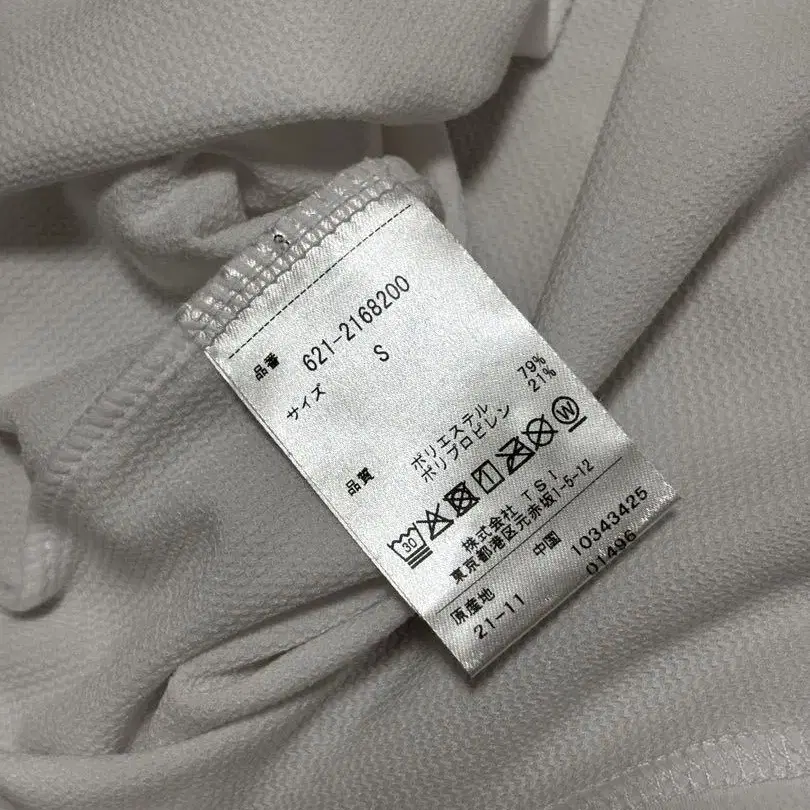 品番 621-2168200
サイズ S
品質 ポリエステル 79%
ポリプロピレン 21%
30 W
株式会社 TSI
東京都港区元赤坂1-5-12
原産地 中国 10343425
21-11 01496